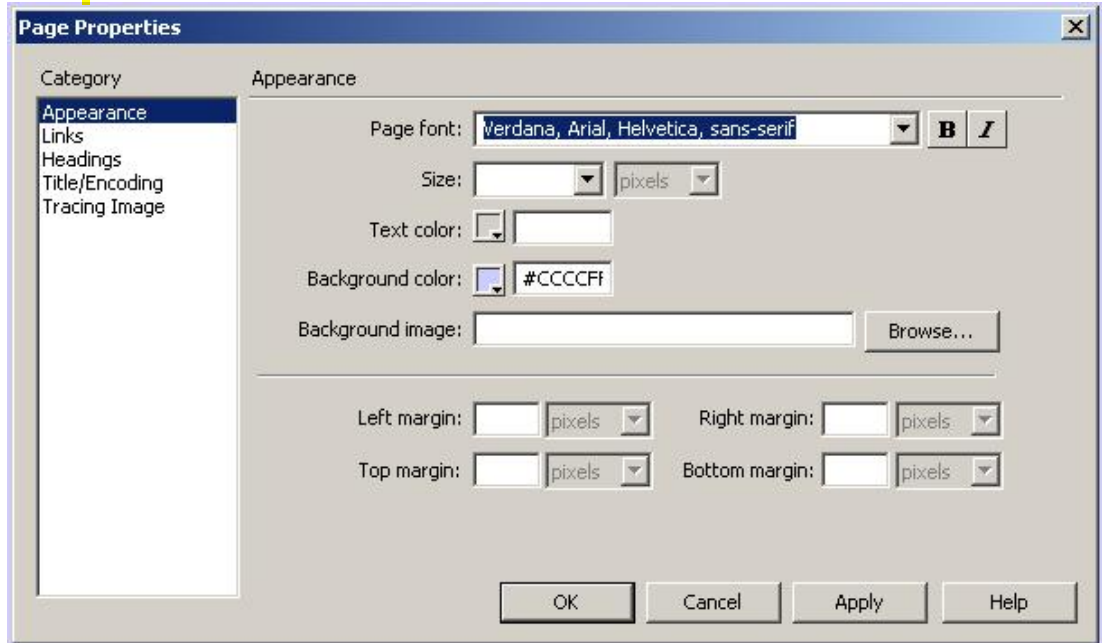 Page Properties
Category
Appearance
Links
Headings
Title/Encoding
Tracing Image
Appearance
Page font: Verdana, Arial, Helvetica, sans-serif B I
Size: pixels
Text color:
Background color: #CCCCFF
Background image: Browse...
Left margin: pixels Right margin: pixels
Top margin: pixels Bottom margin: pixels
OK Cancel Apply Help